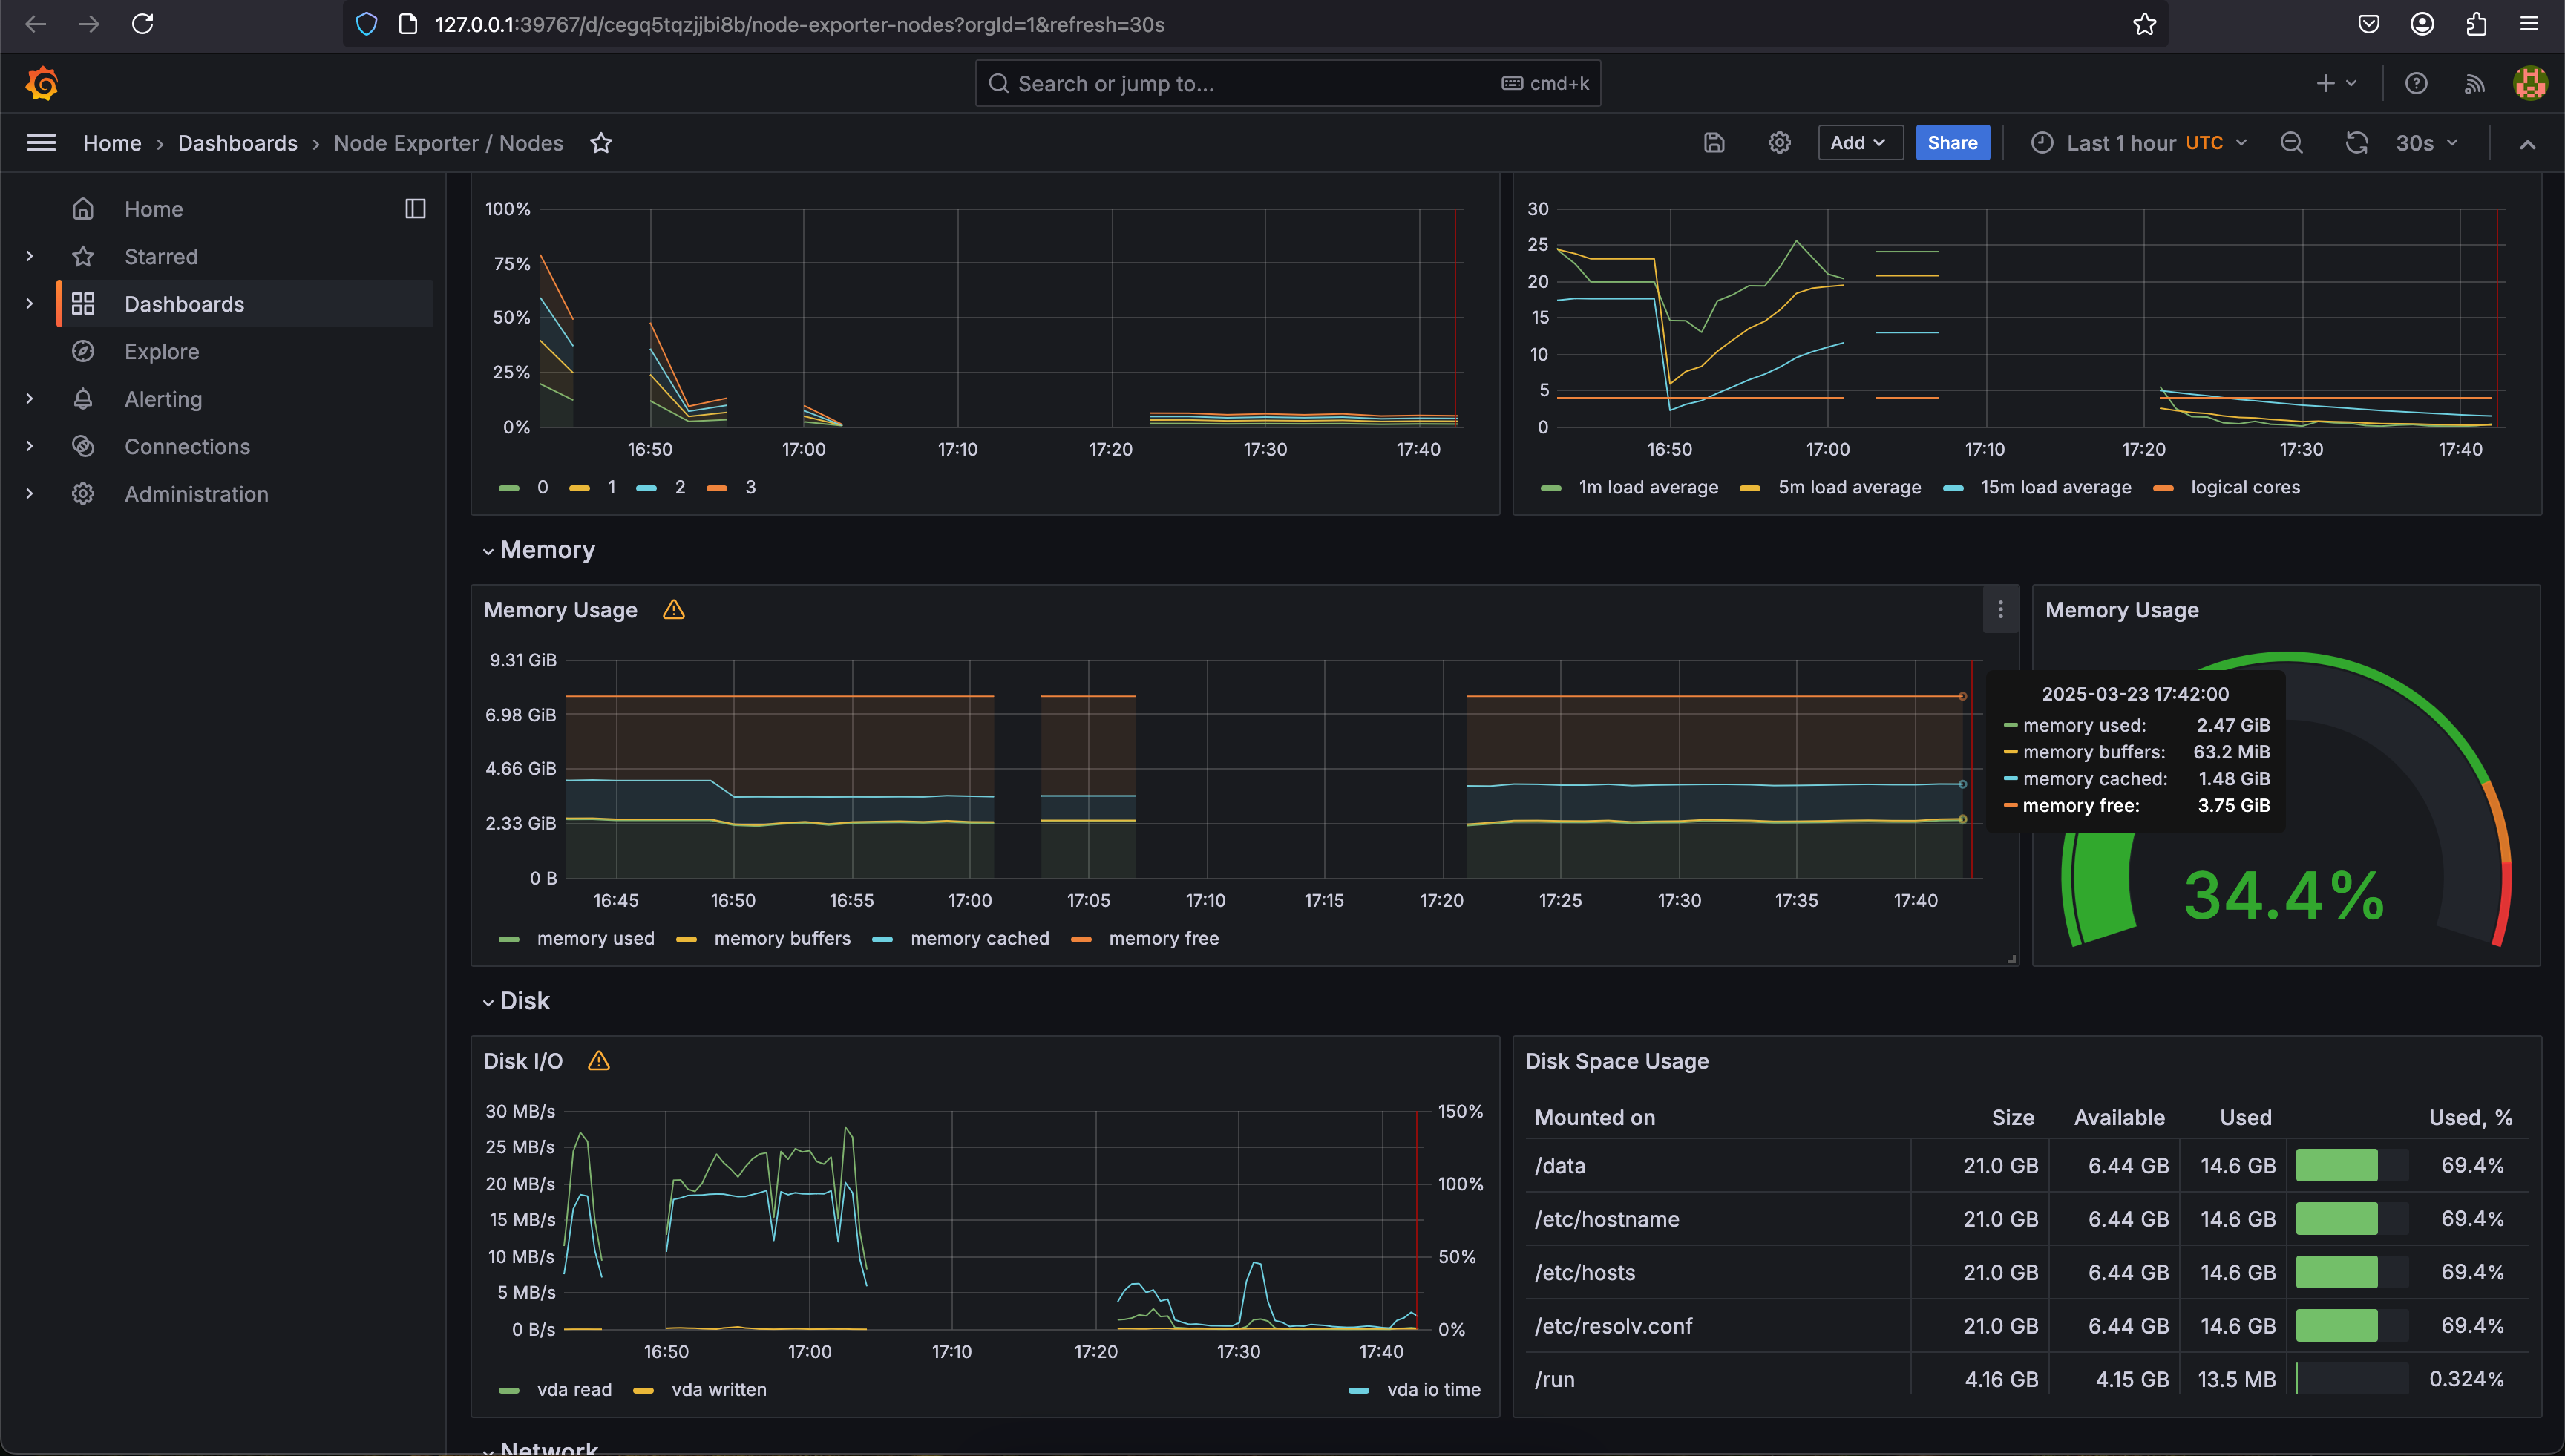 127.0.0.1:39767/d/cegq5tqzjjbi8b/node-exporter-nodes?orgId=1&refresh=30s
Search or jump to... cmd+k
Home › Dashboards › Node Exporter / Nodes
Add Share Last 1 hour UTC 30s
Home
Starred
Dashboards
Explore
Alerting
Connections
Administration
100%
75%
50%
25%
0%
16:50 17:00 17:10 17:20 17:30 17:40
0 1 2 3
30
25
20
15
10
5
0
16:50 17:00 17:10 17:20 17:30 17:40
1m load average 5m load average 15m load average logical cores
Memory
Memory Usage
9.31 GiB
6.98 GiB
4.66 GiB
2.33 GiB
0 B
16:45 16:50 16:55 17:00 17:05 17:10 17:15 17:20 17:25 17:30 17:35 17:40
memory used memory buffers memory cached memory free
Memory Usage
2025-03-23 17:42:00
memory used: 2.47 GiB
memory buffers: 63.2 MiB
memory cached: 1.48 GiB
memory free: 3.75 GiB
34.4%
Disk
Disk I/O
30 MB/s 150%
25 MB/s
20 MB/s 100%
15 MB/s
10 MB/s 50%
5 MB/s
0 B/s 0%
16:50 17:00 17:10 17:20 17:30 17:40
vda read vda written vda io time
Disk Space Usage
Mounted on Size Available Used Used, %
/data 21.0 GB 6.44 GB 14.6 GB 69.4%
/etc/hostname 21.0 GB 6.44 GB 14.6 GB 69.4%
/etc/hosts 21.0 GB 6.44 GB 14.6 GB 69.4%
/etc/resolv.conf 21.0 GB 6.44 GB 14.6 GB 69.4%
/run 4.16 GB 4.15 GB 13.5 MB 0.324%
Network